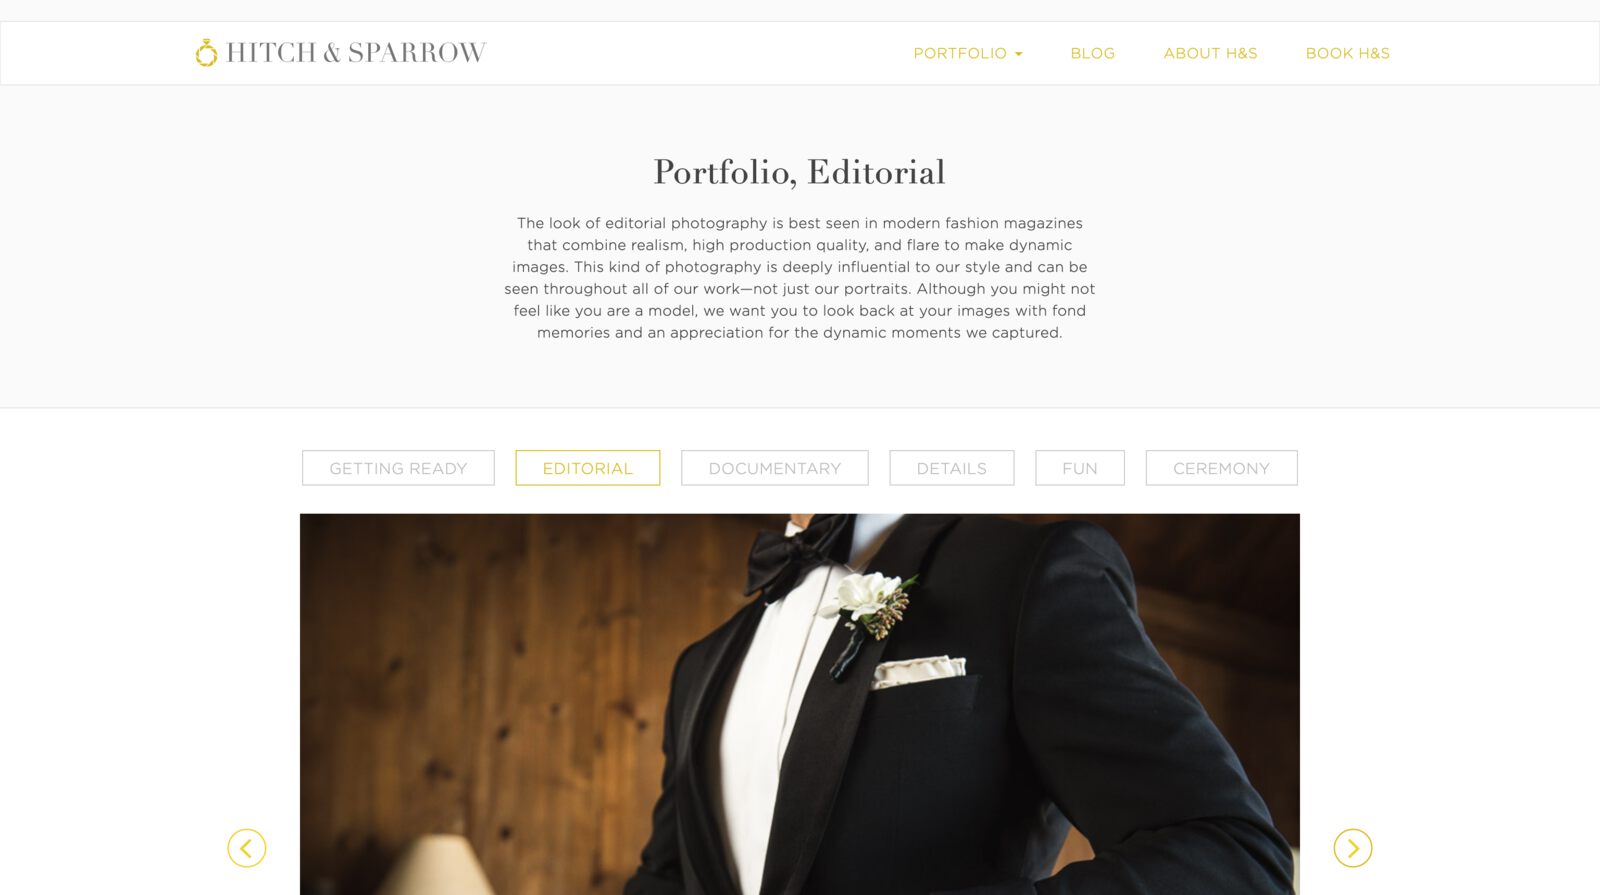 HITCH & SPARROW
PORTFOLIO
BLOG
ABOUT H&S
BOOK H&S
Portfolio, Editorial
The look of editorial photography is best seen in modern fashion magazines
that combine realism, high production quality, and flare to make dynamic
images. This kind of photography is deeply influential to our style and can be
seen throughout all of our work—not just our portraits. Although you might not
feel like you are a model, we want you to look back at your images with fond
memories and an appreciation for the dynamic moments we captured.
GETTING READY
EDITORIAL
DOCUMENTARY
DETAILS
FUN
CEREMONY